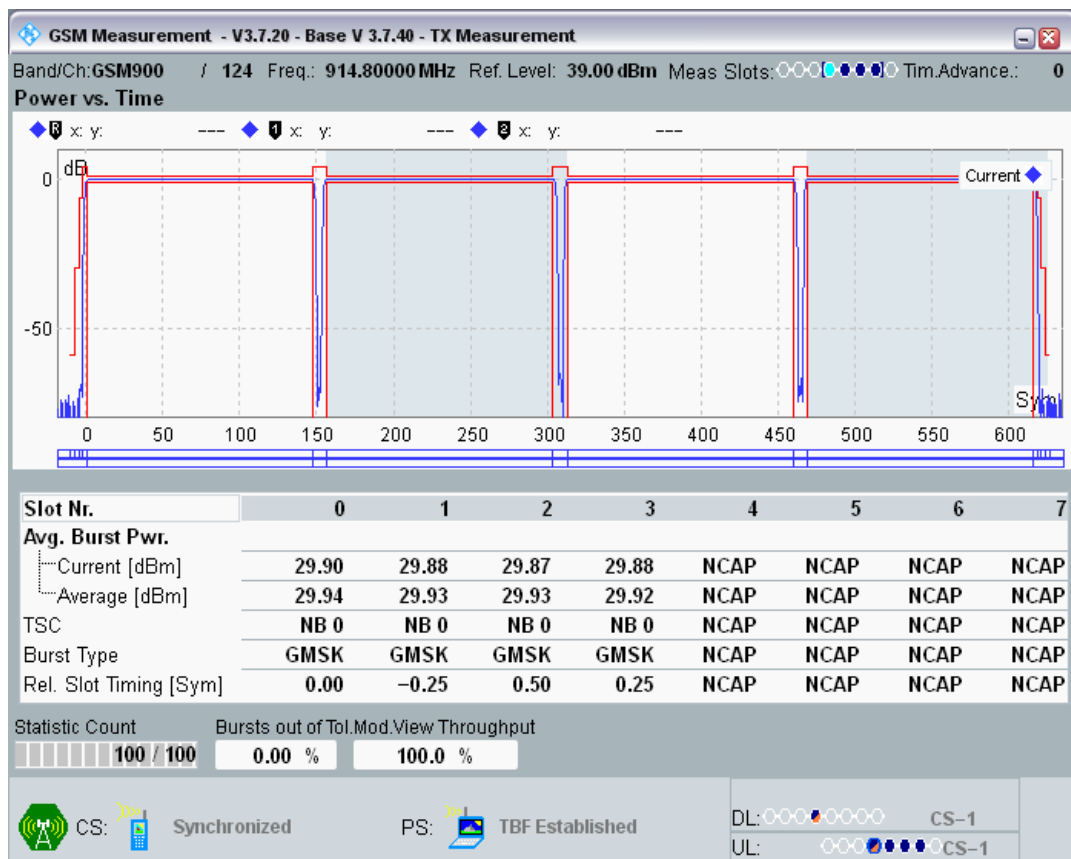 GSM Measurement - V3.7.20 - Base V 3.7.40 - TX Measurement
Band/Ch:GSM900 / 124 Freq.: 914.80000 MHz Ref. Level: 39.00 dBm Meas Slots: Tim.Advance.: 0
Power vs. Time
R x: y: --- 1 x: y: --- 2 x: y: ---
dB
0
Current
-50
Sym
0 50 100 150 200 250 300 350 400 450 500 550 600
Slot Nr. 0 1 2 3 4 5 6 7
Avg. Burst Pwr.
Current [dBm] 29.90 29.88 29.87 29.88 NCAP NCAP NCAP NCAP
Average [dBm] 29.94 29.93 29.93 29.92 NCAP NCAP NCAP NCAP
TSC NB 0 NB 0 NB 0 NB 0 NCAP NCAP NCAP NCAP
Burst Type GMSK GMSK GMSK GMSK NCAP NCAP NCAP NCAP
Rel. Slot Timing [Sym] 0.00 −0.25 0.50 0.25 NCAP NCAP NCAP NCAP
Statistic Count Bursts out of Tol.Mod.View Throughput
100 / 100 0.00 % 100.0 %
CS: Synchronized PS: TBF Established
DL: CS−1
UL: CS−1